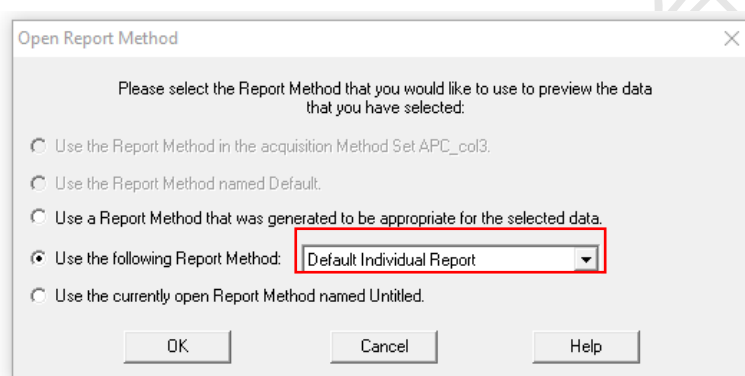 Open Report Method
Please select the Report Method that you would like to use to preview the data
that you have selected:
Use the Report Method in the acquisition Method Set APC_col3.
Use the Report Method named Default.
Use a Report Method that was generated to be appropriate for the selected data.
Use the following Report Method: Default Individual Report
Use the currently open Report Method named Untitled.
OK Cancel Help